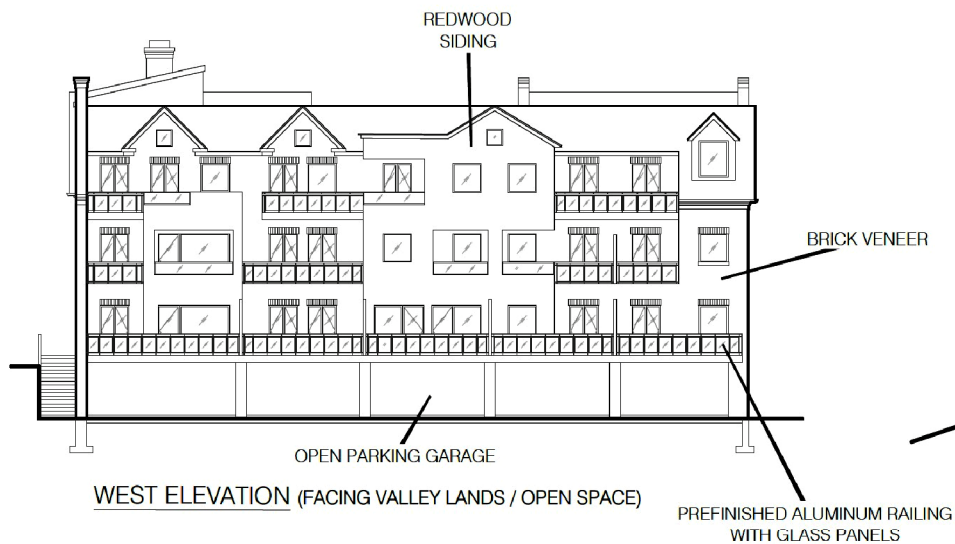 REDWOOD
SIDING
BRICK VENEER
OPEN PARKING GARAGE
WEST ELEVATION (FACING VALLEY LANDS / OPEN SPACE)
PREFINISHED ALUMINUM RAILING
WITH GLASS PANELS